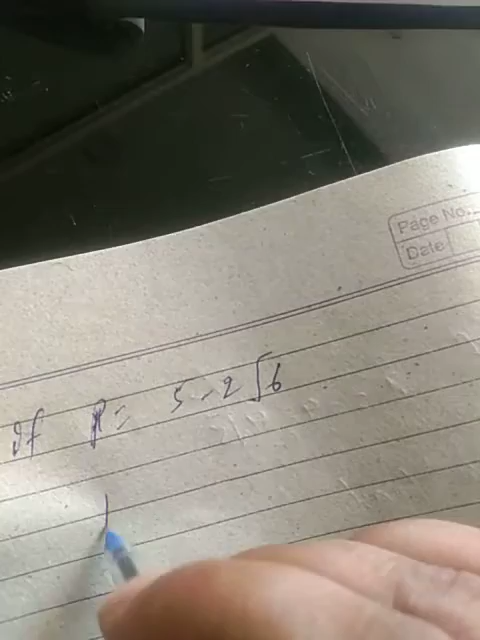 Page No.
Date
If p = 5 - 2√6